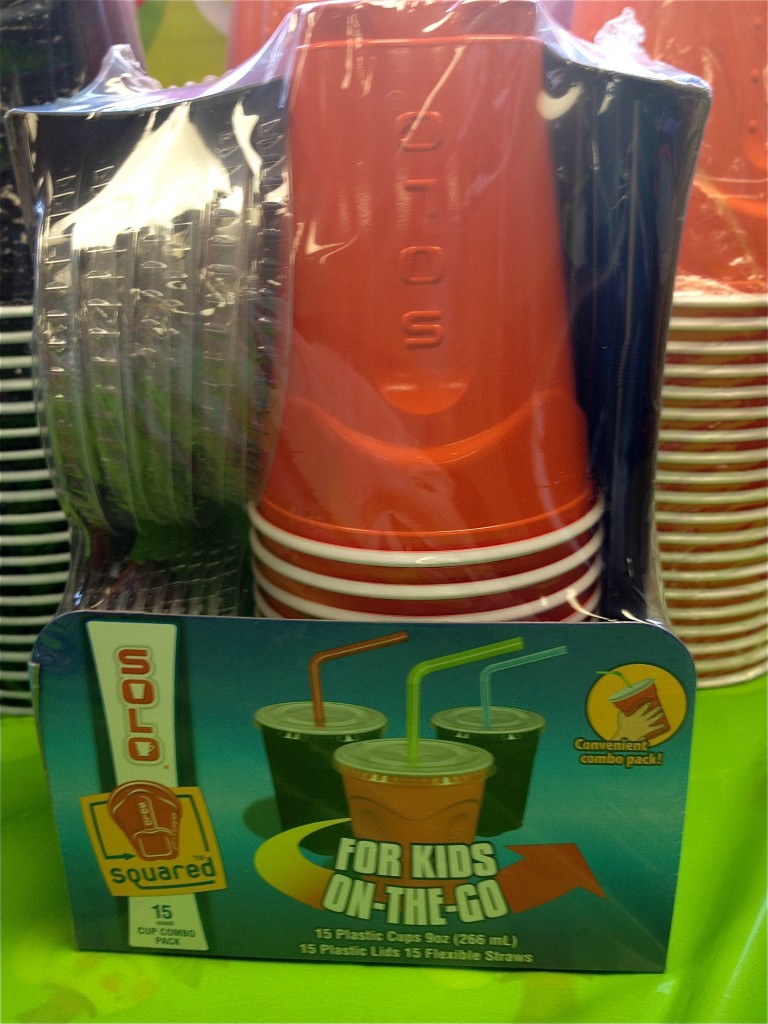 SOLO
SOLO
squared™
15
CUP COMBO
PACK
Convenient
combo pack!
FOR KIDS
ON-THE-GO
15 Plastic Cups 9oz (266 mL)
15 Plastic Lids 15 Flexible Straws